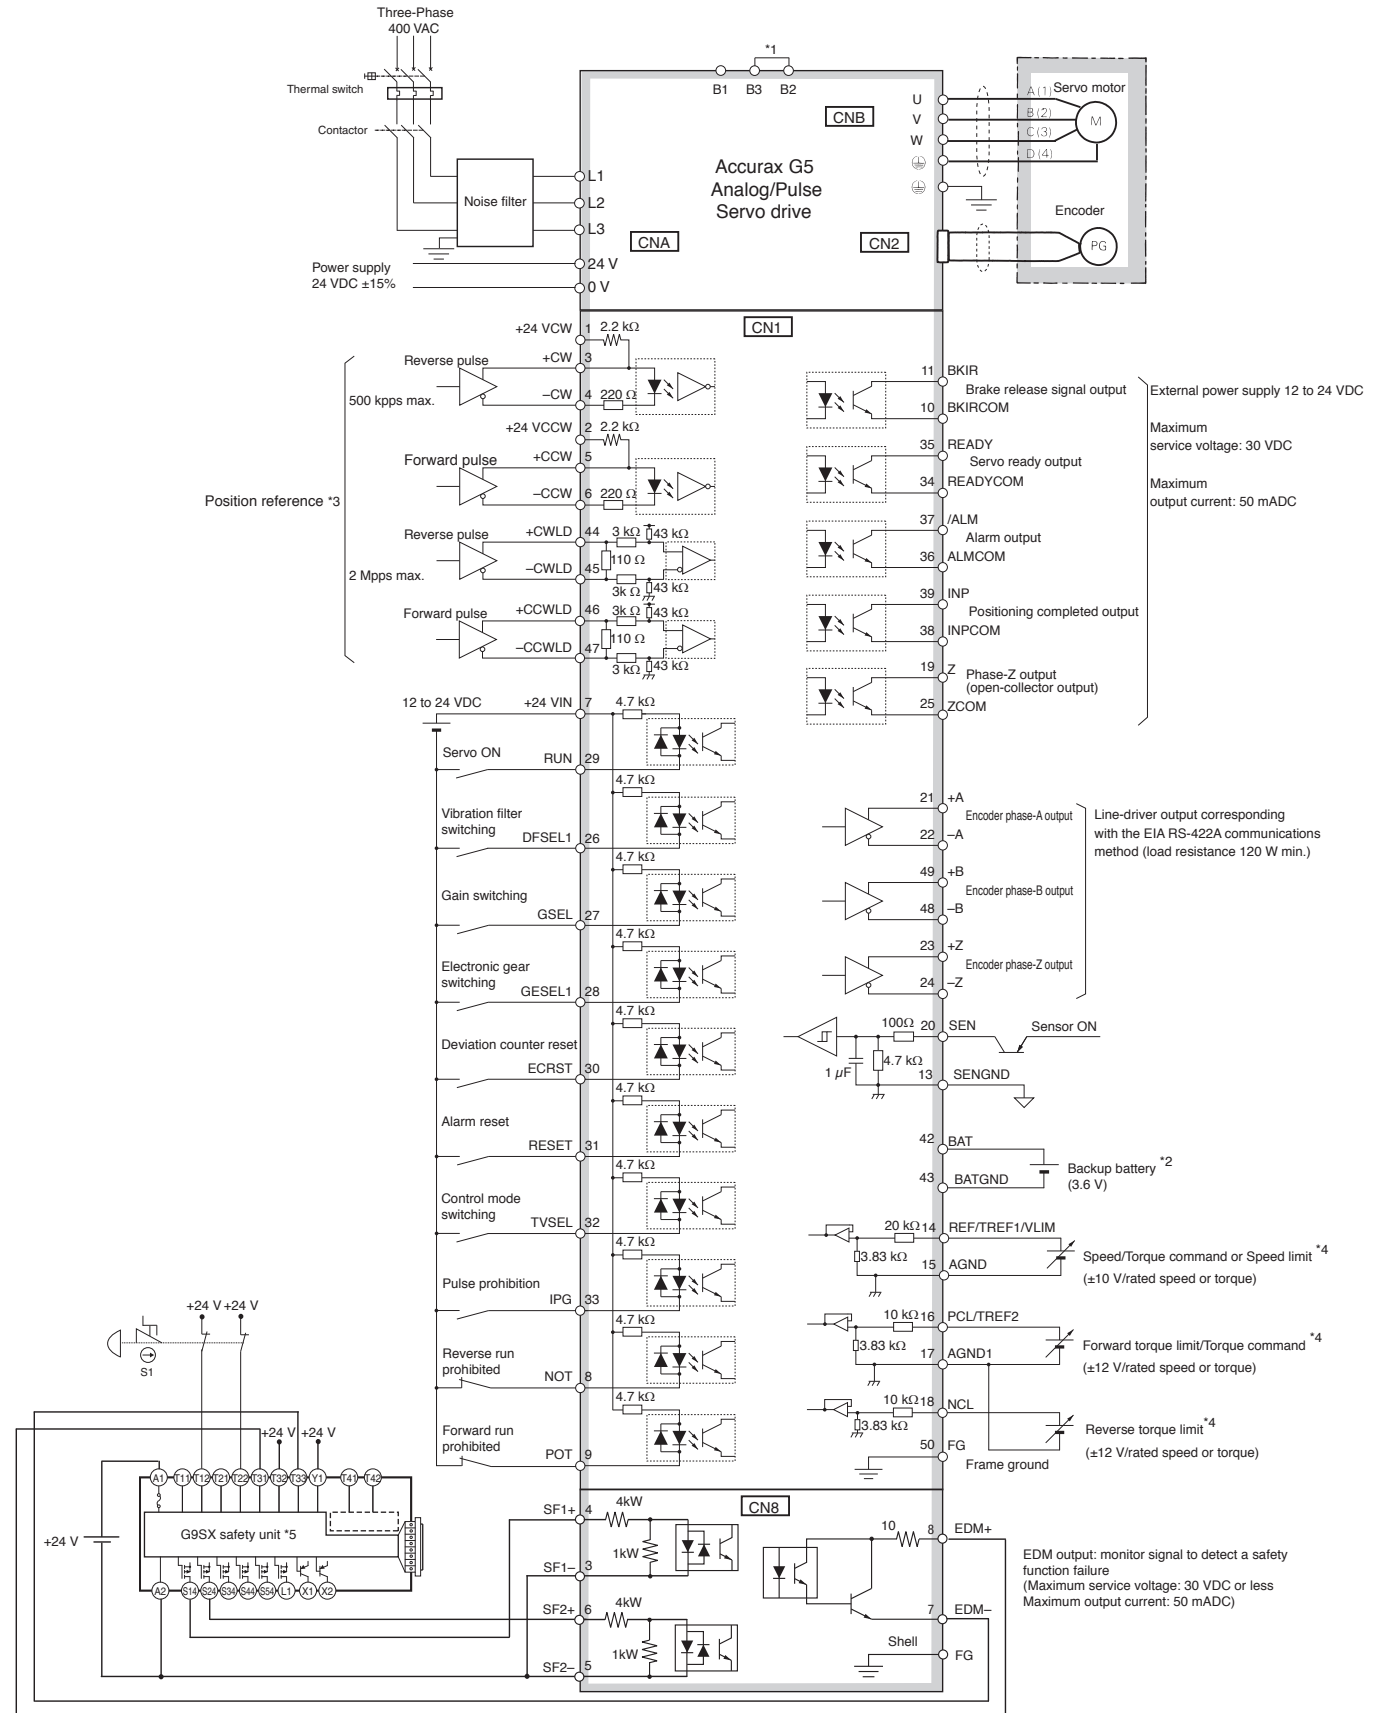 Three-Phase
400 VAC
Thermal switch
Contactor
Noise filter
L1
L2
L3
Power supply
24 VDC ±15%
24 V
0 V
*1
B1 B3 B2
CNB
Accurax G5
Analog/Pulse
Servo drive
CNA
CN2
U
V
W
A(1)
B(2)
C(3)
D(4)
Servo motor
M
Encoder
PG
CN1
Position reference *3
500 kpps max.
2 Mpps max.
+24 VCW 1 2.2 kΩ
Reverse pulse
+CW 3
–CW 4 220 Ω
+24 VCCW 2 2.2 kΩ
Forward pulse
+CCW 5
–CCW 6 220 Ω
Reverse pulse
+CWLD 44 3 kΩ 43 kΩ
110 Ω
–CWLD 45
3k Ω 43 kΩ
Forward pulse
+CCWLD 46 3k Ω 43 kΩ
110 Ω
–CCWLD 47
3 kΩ 43 kΩ
12 to 24 VDC
+24 VIN 7 4.7 kΩ
Servo ON
RUN 29
4.7 kΩ
Vibration filter
switching
DFSEL1 26
4.7 kΩ
Gain switching
GSEL 27
4.7 kΩ
Electronic gear
switching
GESEL1 28
4.7 kΩ
Deviation counter reset
ECRST 30
4.7 kΩ
Alarm reset
RESET 31
4.7 kΩ
Control mode
switching
TVSEL 32
4.7 kΩ
Pulse prohibition
IPG 33
4.7 kΩ
Reverse run
prohibited
NOT 8
4.7 kΩ
Forward run
prohibited
POT 9
11 BKIR
Brake release signal output
10 BKIRCOM
35 READY
Servo ready output
34 READYCOM
37 /ALM
Alarm output
36 ALMCOM
39 INP
Positioning completed output
38 INPCOM
19 Z
Phase-Z output
(open-collector output)
25 ZCOM
External power supply 12 to 24 VDC
Maximum
service voltage: 30 VDC
Maximum
output current: 50 mADC
21 +A
Encoder phase-A output
22 –A
49 +B
Encoder phase-B output
48 –B
23 +Z
Encoder phase-Z output
24 –Z
Line-driver output corresponding
with the EIA RS-422A communications
method (load resistance 120 W min.)
100Ω 20 SEN
Sensor ON
4.7 kΩ
1 µF
13 SENGND
42 BAT
Backup battery *2
(3.6 V)
43 BATGND
20 kΩ 14 REF/TREF1/VLIM
3.83 kΩ
15 AGND
Speed/Torque command or Speed limit *4
(±10 V/rated speed or torque)
10 kΩ 16 PCL/TREF2
3.83 kΩ
17 AGND1
Forward torque limit/Torque command *4
(±12 V/rated speed or torque)
10 kΩ 18 NCL
3.83 kΩ
Reverse torque limit *4
(±12 V/rated speed or torque)
50 FG
Frame ground
+24 V +24 V
S1
+24 V +24 V
A1 T11 T12 T21 T22 T31 T32 T33 Y1 T41 T42
G9SX safety unit *5
+24 V
A2 S14 S24 S34 S44 S54 L1 X1 X2
CN8
SF1+ 4 4kW
1kW
SF1– 3
SF2+ 6 4kW
1kW
SF2– 5
10 8 EDM+
7 EDM–
Shell
FG
EDM output: monitor signal to detect a safety
function failure
(Maximum service voltage: 30 VDC or less
Maximum output current: 50 mADC)